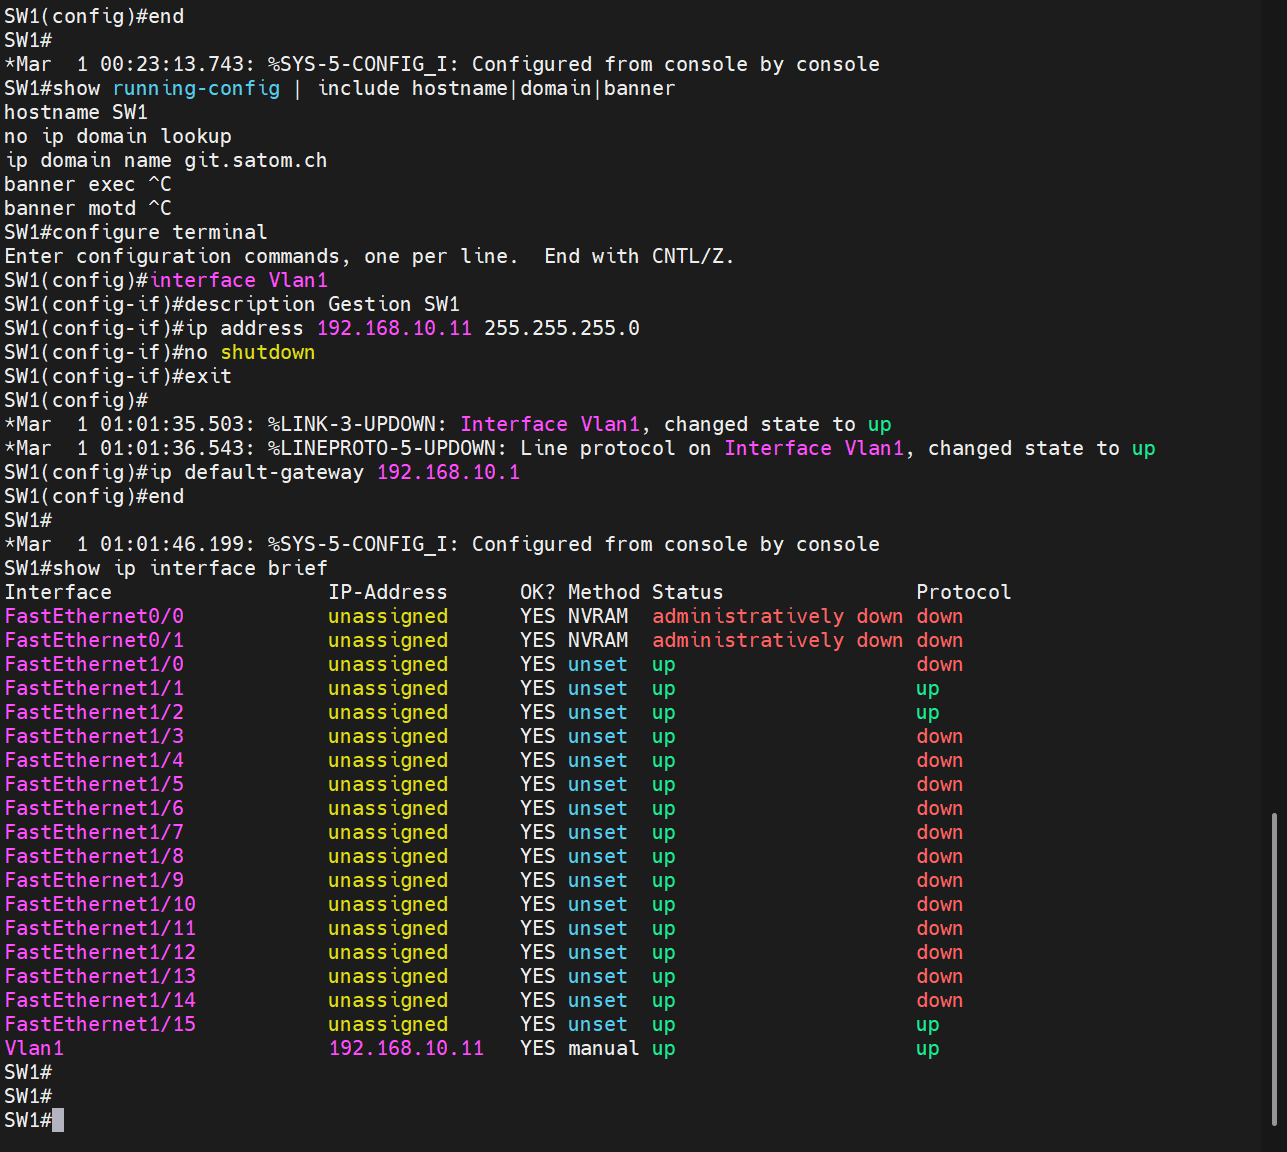 SW1(config)#end
SW1#
*Mar  1 00:23:13.743: %SYS-5-CONFIG_I: Configured from console by console
SW1#show running-config | include hostname|domain|banner
hostname SW1
no ip domain lookup
ip domain name git.satom.ch
banner exec ^C
banner motd ^C
SW1#configure terminal
Enter configuration commands, one per line.  End with CNTL/Z.
SW1(config)#interface Vlan1
SW1(config-if)#description Gestion SW1
SW1(config-if)#ip address 192.168.10.11 255.255.255.0
SW1(config-if)#no shutdown
SW1(config-if)#exit
SW1(config)#
*Mar  1 01:01:35.503: %LINK-3-UPDOWN: Interface Vlan1, changed state to up
*Mar  1 01:01:36.543: %LINEPROTO-5-UPDOWN: Line protocol on Interface Vlan1, changed state to up
SW1(config)#ip default-gateway 192.168.10.1
SW1(config)#end
SW1#
*Mar  1 01:01:46.199: %SYS-5-CONFIG_I: Configured from console by console
SW1#show ip interface brief
Interface                  IP-Address      OK? Method Status                Protocol
FastEthernet0/0            unassigned      YES NVRAM  administratively down down
FastEthernet0/1            unassigned      YES NVRAM  administratively down down
FastEthernet1/0            unassigned      YES unset  up                    down
FastEthernet1/1            unassigned      YES unset  up                    up
FastEthernet1/2            unassigned      YES unset  up                    up
FastEthernet1/3            unassigned      YES unset  up                    down
FastEthernet1/4            unassigned      YES unset  up                    down
FastEthernet1/5            unassigned      YES unset  up                    down
FastEthernet1/6            unassigned      YES unset  up                    down
FastEthernet1/7            unassigned      YES unset  up                    down
FastEthernet1/8            unassigned      YES unset  up                    down
FastEthernet1/9            unassigned      YES unset  up                    down
FastEthernet1/10           unassigned      YES unset  up                    down
FastEthernet1/11           unassigned      YES unset  up                    down
FastEthernet1/12           unassigned      YES unset  up                    down
FastEthernet1/13           unassigned      YES unset  up                    down
FastEthernet1/14           unassigned      YES unset  up                    down
FastEthernet1/15           unassigned      YES unset  up                    up
Vlan1                      192.168.10.11   YES manual up                    up
SW1#
SW1#
SW1#